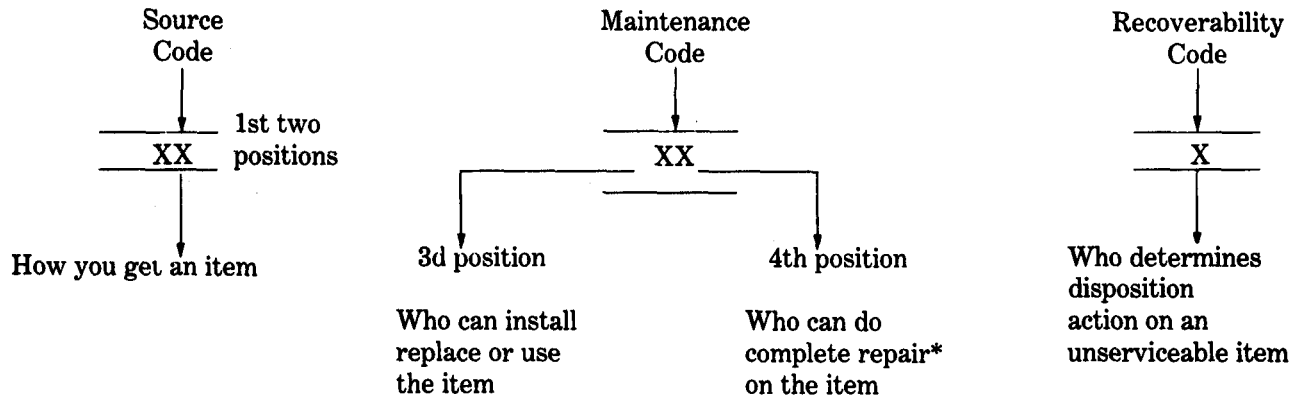 Source
Code
1st two
XX positions
How you get an item
Maintenance
Code
XX
3d position
Who can install
replace or use
the item
4th position
Who can do
complete repair*
on the item
Recoverability
Code
X
Who determines
disposition
action on an
unserviceable item